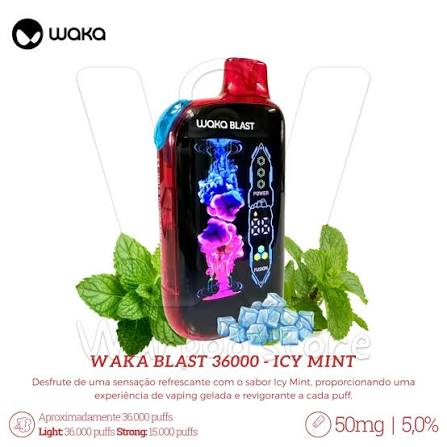 waka
waka BLAST
POWER
FUSION
WAKA BLAST 36000 - ICY MINT
Desfrute de uma sensação refrescante com o sabor Icy Mint, proporcionando uma
experiência de vaping gelada e revigorante a cada puff.
Aproximadamente 36.000 puffs
Light: 36.000 puffs Strong: 15.000 puffs
50mg | 5,0%